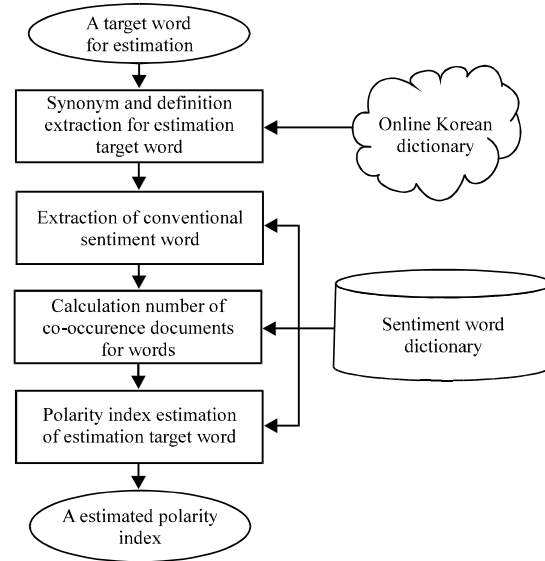 A target word
for estimation
Synonym and definition
extraction for estimation
target word
Online Korean
dictionary
Extraction of conventional
sentiment word
Calculation number of
co-occurence documents
for words
Sentiment word
dictionary
Polarity index estimation
of estimation target word
A estimated polarity
index